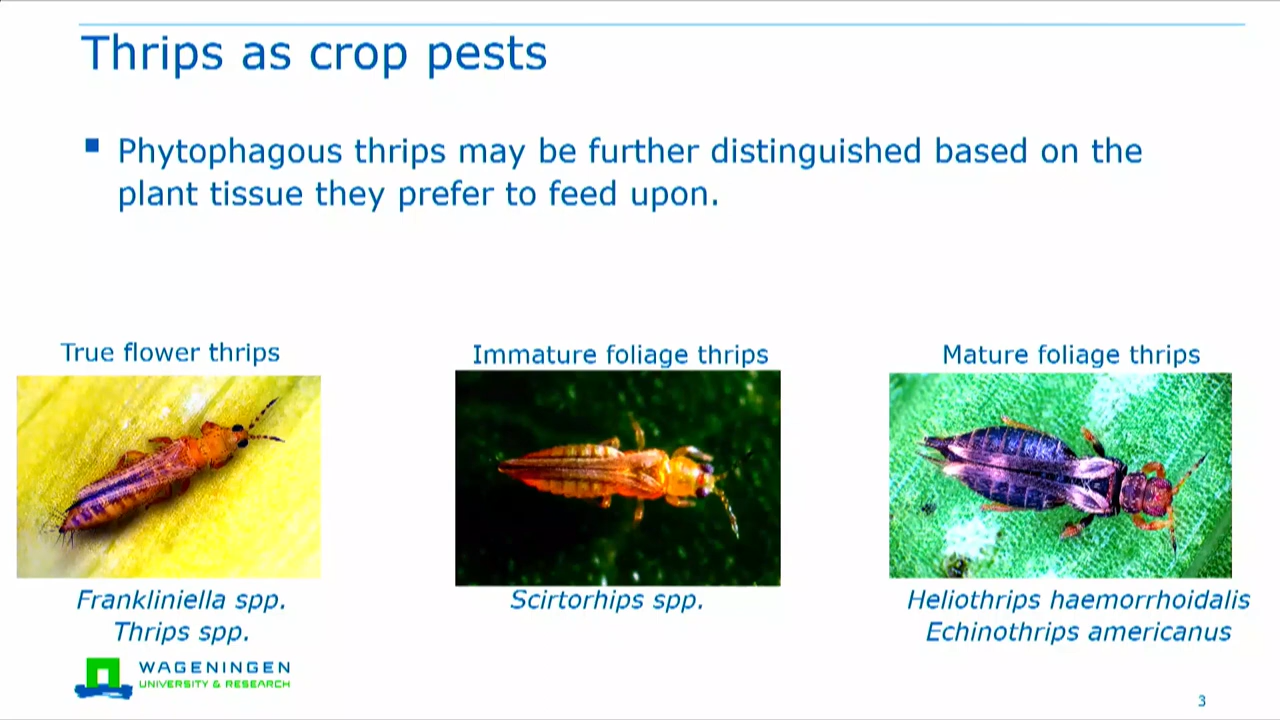 Thrips as crop pests
Phytophagous thrips may be further distinguished based on the
plant tissue they prefer to feed upon.
True flower thrips
Immature foliage thrips
Mature foliage thrips
Frankliniella spp.
Thrips spp.
Scirtorhips spp.
Heliothrips haemorrhoidalis
Echinothrips americanus
WAGENINGEN
UNIVERSITY & RESEARCH
3